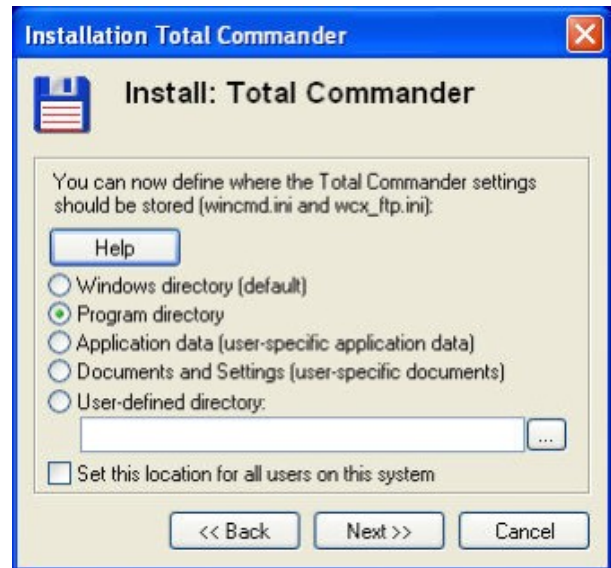 Installation Total Commander
Install: Total Commander
You can now define where the Total Commander settings
should be stored (wincmd.ini and wcx_ftp.ini):
Help
Windows directory (default)
Program directory
Application data (user-specific application data)
Documents and Settings (user-specific documents)
User-defined directory:
...
Set this location for all users on this system
<< Back Next >> Cancel